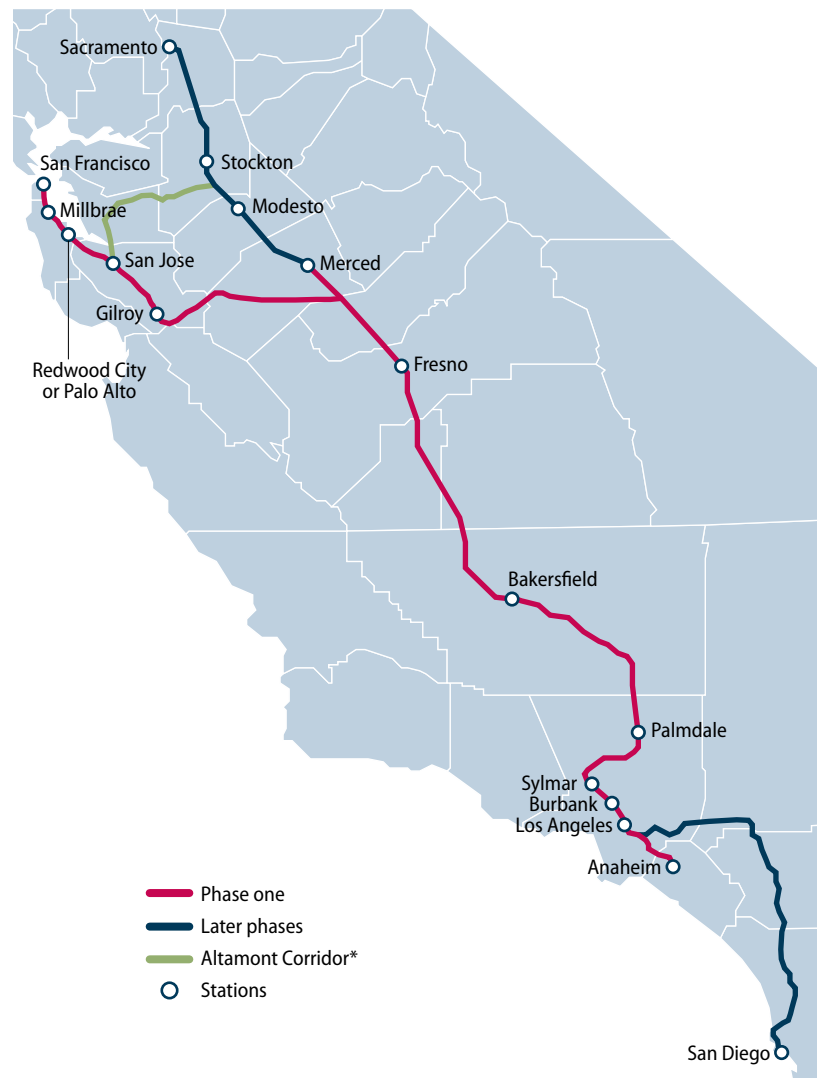 Sacramento
San Francisco
Stockton
Millbrae
Modesto
San Jose
Merced
Gilroy
Redwood City
or Palo Alto
Fresno
Bakersfield
Palmdale
Sylmar
Burbank
Los Angeles
Anaheim
Phase one
Later phases
Altamont Corridor*
Stations
San Diego